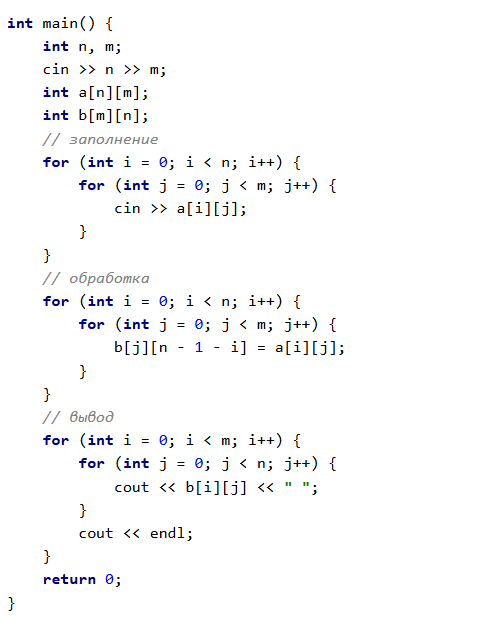 int main() {
    int n, m;
    cin >> n >> m;
    int a[n][m];
    int b[m][n];
    // заполнение
    for (int i = 0; i < n; i++) {
        for (int j = 0; j < m; j++) {
            cin >> a[i][j];
        }
    }
    // обработка
    for (int i = 0; i < n; i++) {
        for (int j = 0; j < m; j++) {
            b[j][n - 1 - i] = a[i][j];
        }
    }
    // вывод
    for (int i = 0; i < m; i++) {
        for (int j = 0; j < n; j++) {
            cout << b[i][j] << " ";
        }
        cout << endl;
    }
    return 0;
}